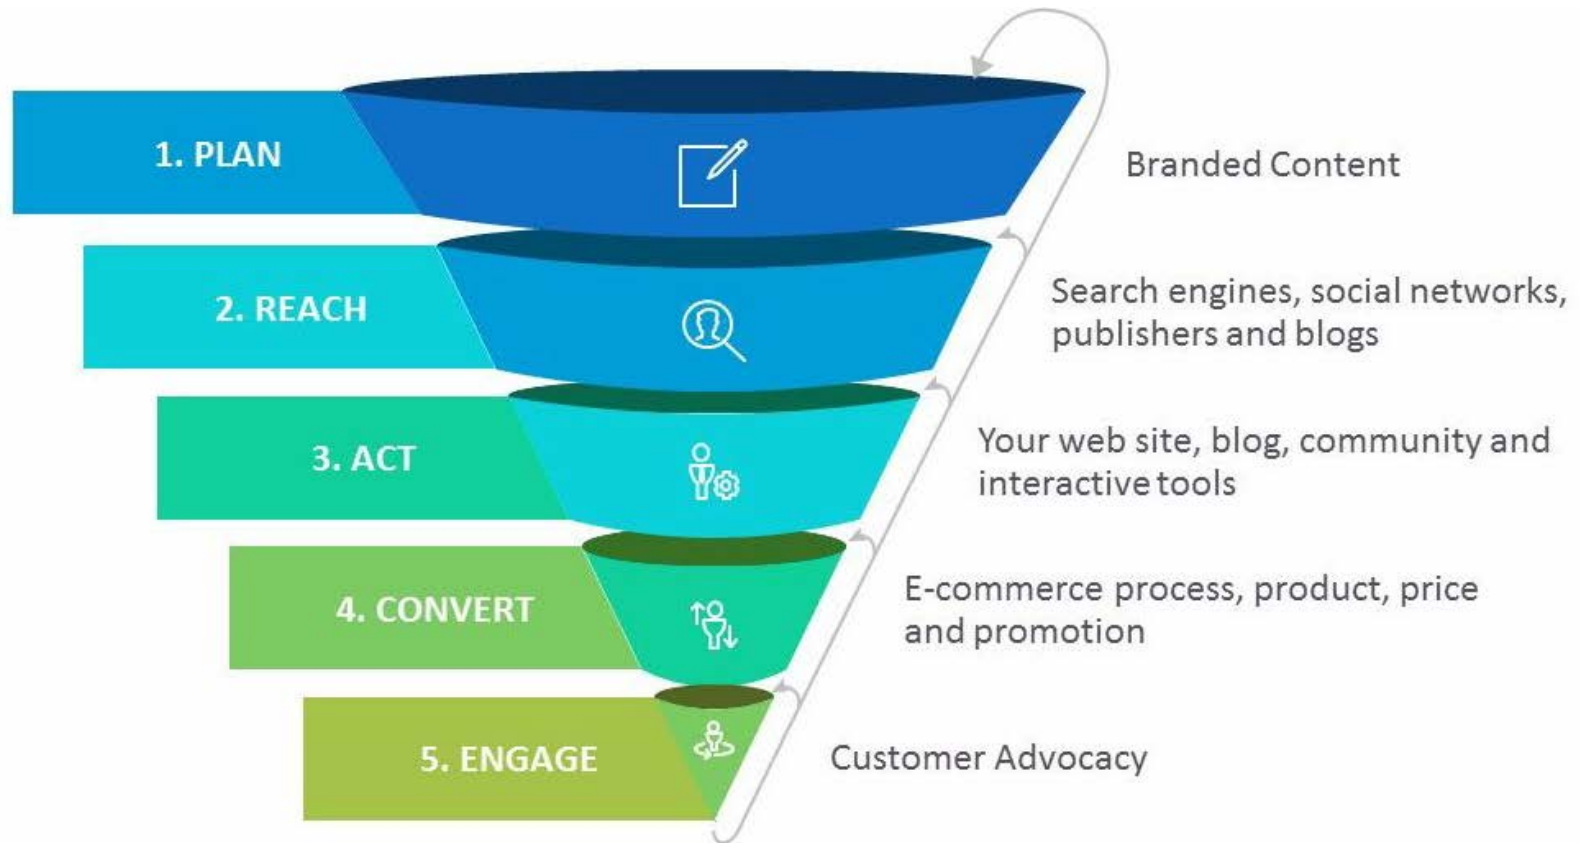 1. PLAN
Branded Content
2. REACH
Search engines, social networks,
publishers and blogs
3. ACT
Your web site, blog, community and
interactive tools
4. CONVERT
E-commerce process, product, price
and promotion
5. ENGAGE
Customer Advocacy